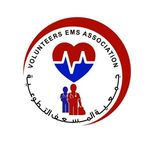 VOLUNTEERS EMS ASSOCIATION
جمعية المسعف التطوعية